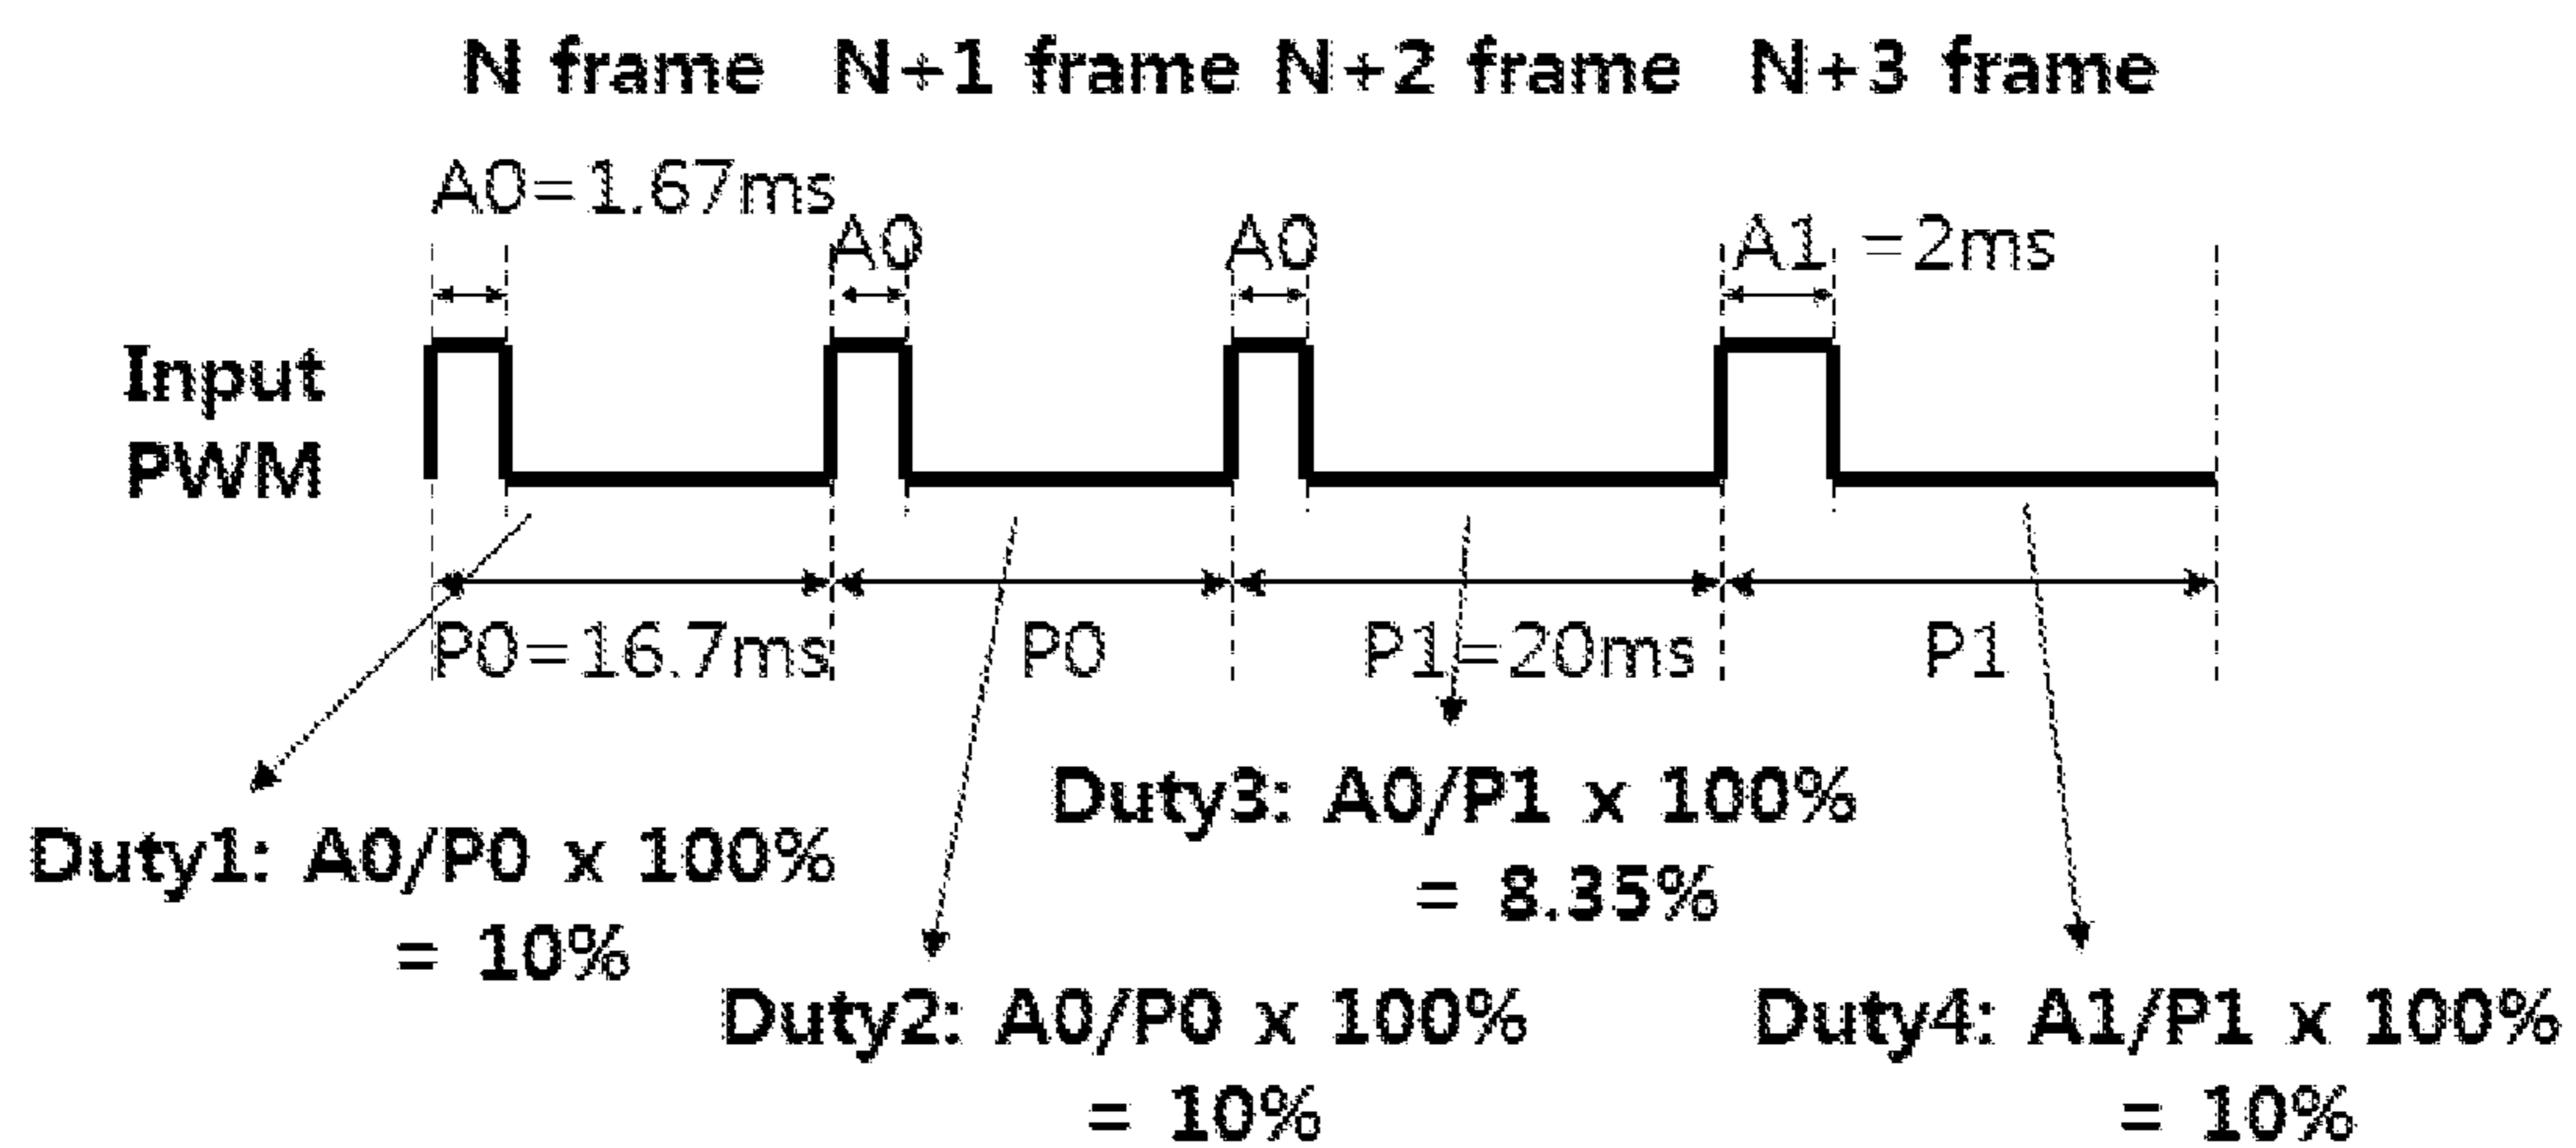 N frame N+1 frame N+2 frame N+3 frame
A0=1.67ms
A0 A0 A1 =2ms
Input
PWM
P0=16.7ms P0 P1=20ms P1
Duty3: A0/P1 x 100%
= 8.35%
Duty1: A0/P0 x 100%
= 10%
Duty2: A0/P0 x 100%
= 10%
Duty4: A1/P1 x 100%
= 10%